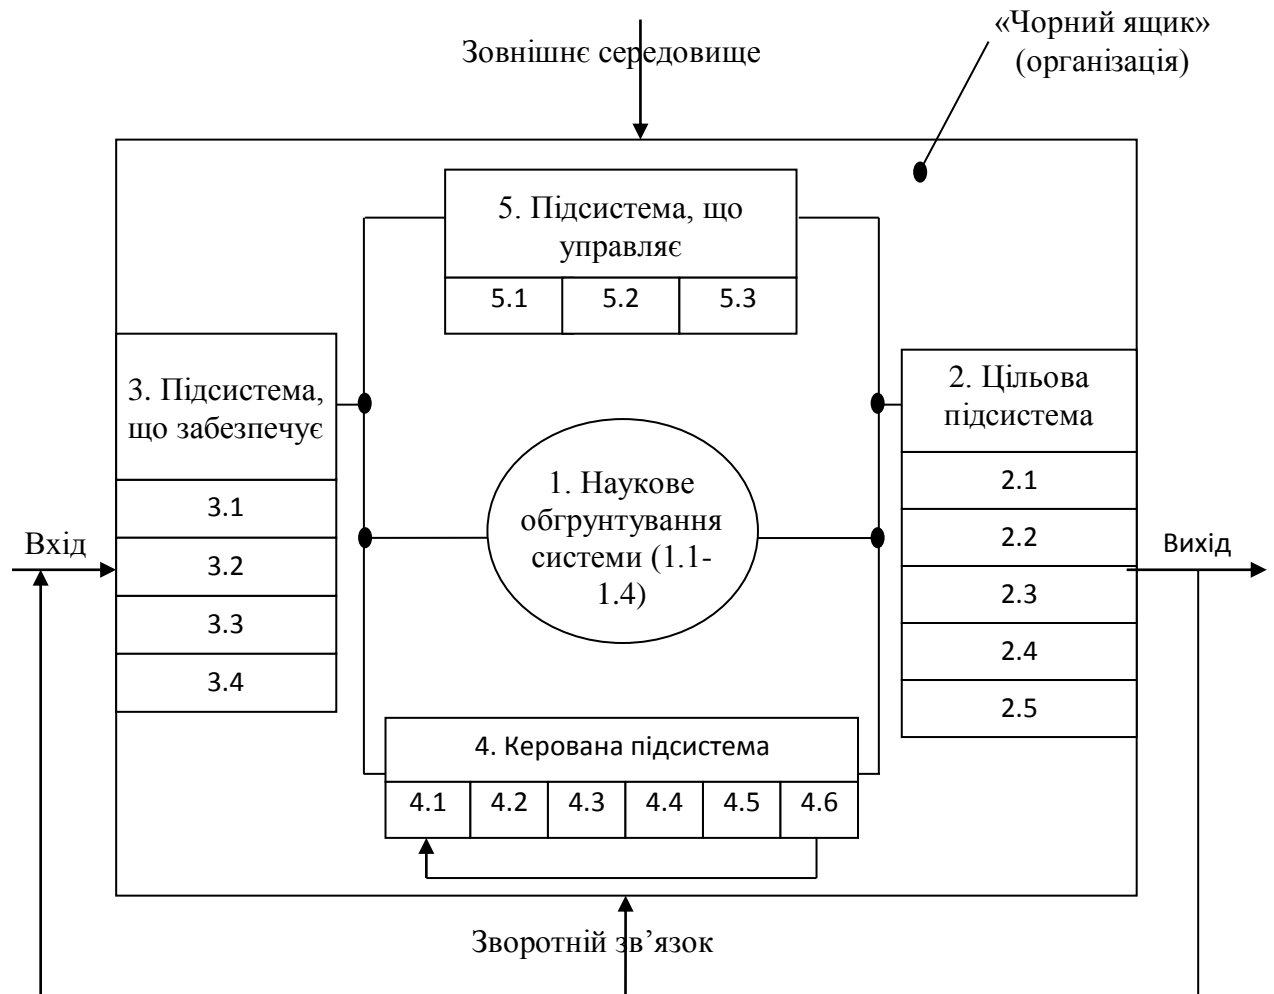 «Чорний ящик»
(організація)
Зовнішнє середовище
5. Підсистема, що
управляє
5.1 5.2 5.3
3. Підсистема,
що забезпечує
3.1
3.2
3.3
3.4
Вхід
1. Наукове
обгрунтування
системи (1.1-
1.4)
2. Цільова
підсистема
2.1
2.2
2.3
2.4
2.5
Вихід
4. Керована підсистема
4.1 4.2 4.3 4.4 4.5 4.6
Зворотній зв’язок